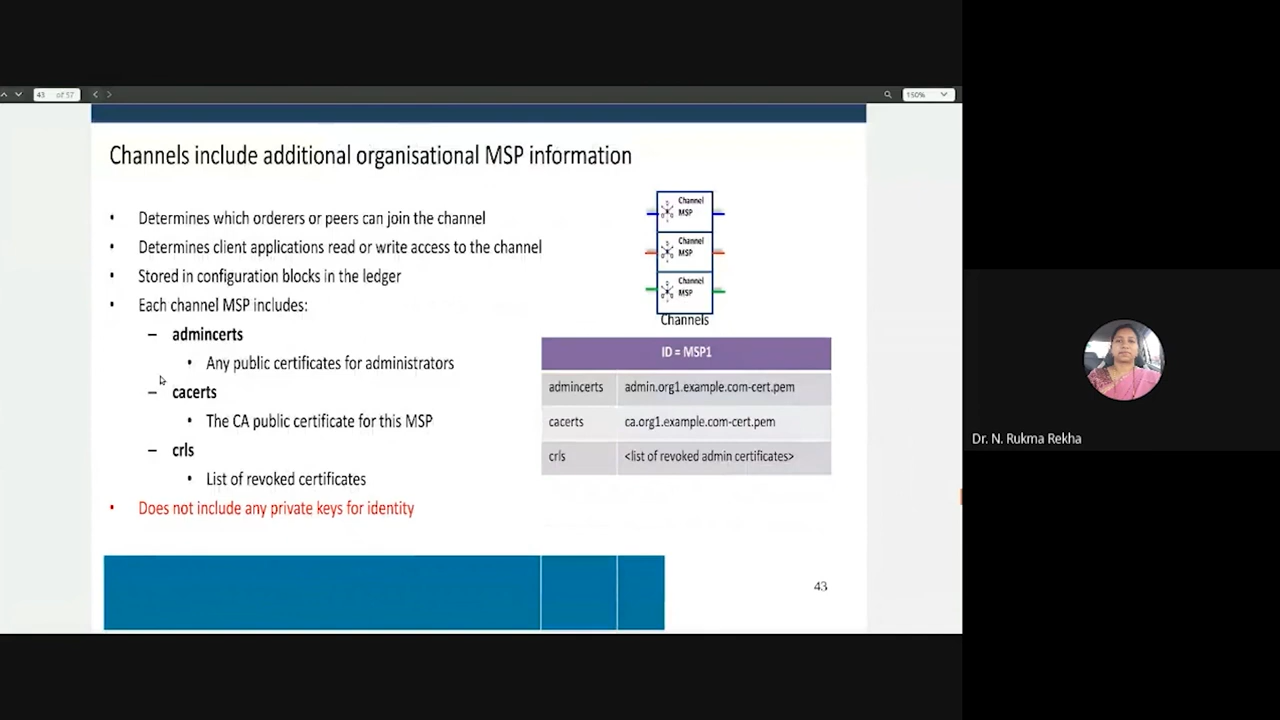 43 of 57
150%
Channels include additional organisational MSP information
• Determines which orderers or peers can join the channel
• Determines client applications read or write access to the channel
• Stored in configuration blocks in the ledger
• Each channel MSP includes:
– admincerts
• Any public certificates for administrators
– cacerts
• The CA public certificate for this MSP
– crls
• List of revoked certificates
• Does not include any private keys for identity
Channel
MSP
Channel
MSP
Channel
MSP
Channels
ID = MSP1
admincerts admin.org1.example.com-cert.pem
cacerts ca.org1.example.com-cert.pem
crls <list of revoked admin certificates>
43
Dr. N. Rukma Rekha